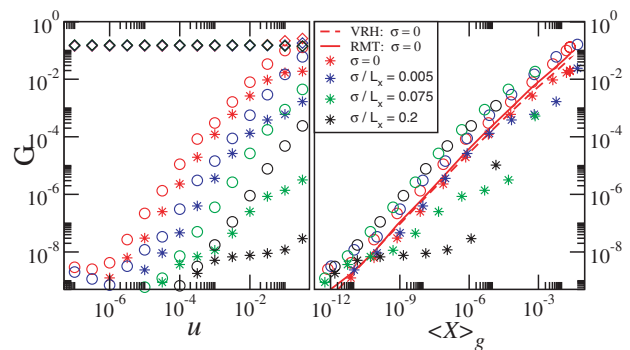 10^0
10^-2
10^-4
10^-6
10^-8
G
10^-6
10^-4
10^-2
10^0
u
VRH: σ = 0
RMT: σ = 0
σ = 0
σ / L_x = 0.005
σ / L_x = 0.075
σ / L_x = 0.2
10^-12
10^-9
10^-6
10^-3
<X>_g
10^0
10^-2
10^-4
10^-6
10^-8